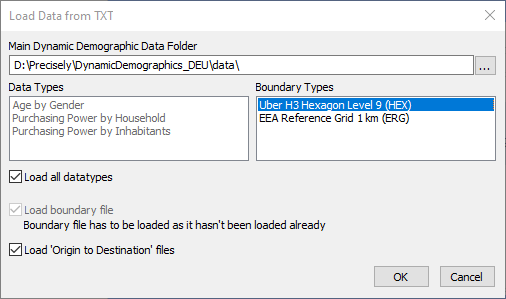 Load Data from TXT
Main Dynamic Demographic Data Folder
D:\Precisely\DynamicDemographics_DEU\data\
...
Data Types
Boundary Types
Age by Gender
Purchasing Power by Household
Purchasing Power by Inhabitants
Uber H3 Hexagon Level 9 (HEX)
EEA Reference Grid 1 km (ERG)
Load all datatypes
Load boundary file
Boundary file has to be loaded as it hasn't been loaded already
Load 'Origin to Destination' files
OK
Cancel